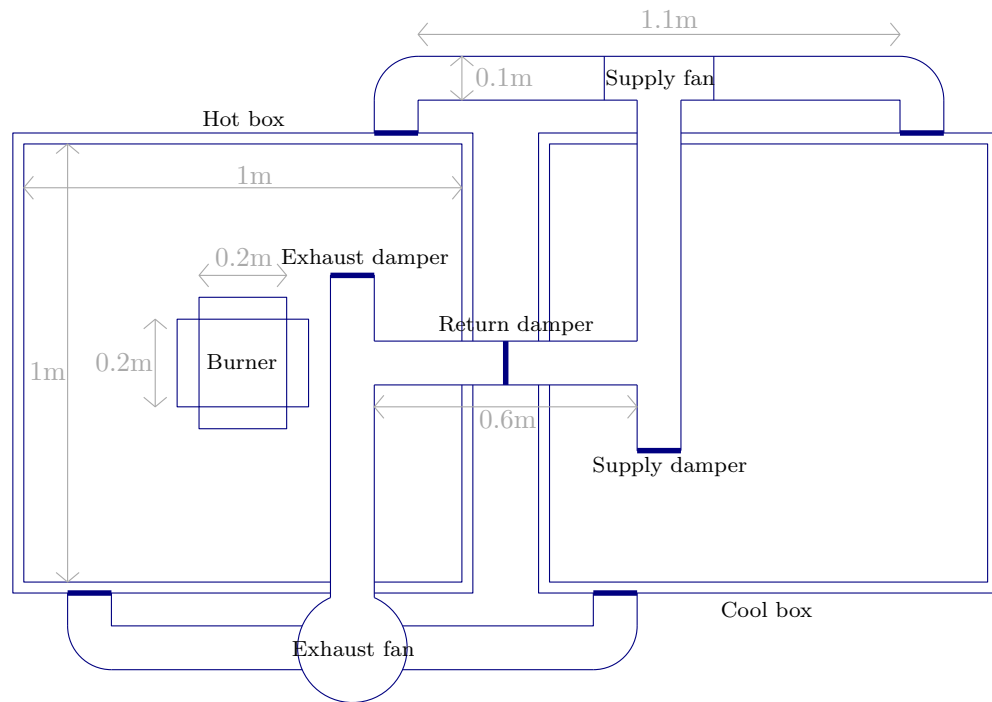 1.1m
0.1m
Supply fan
Hot box
1m
0.2m
Exhaust damper
Return damper
0.2m
Burner
1m
0.6m
Supply damper
Cool box
Exhaust fan